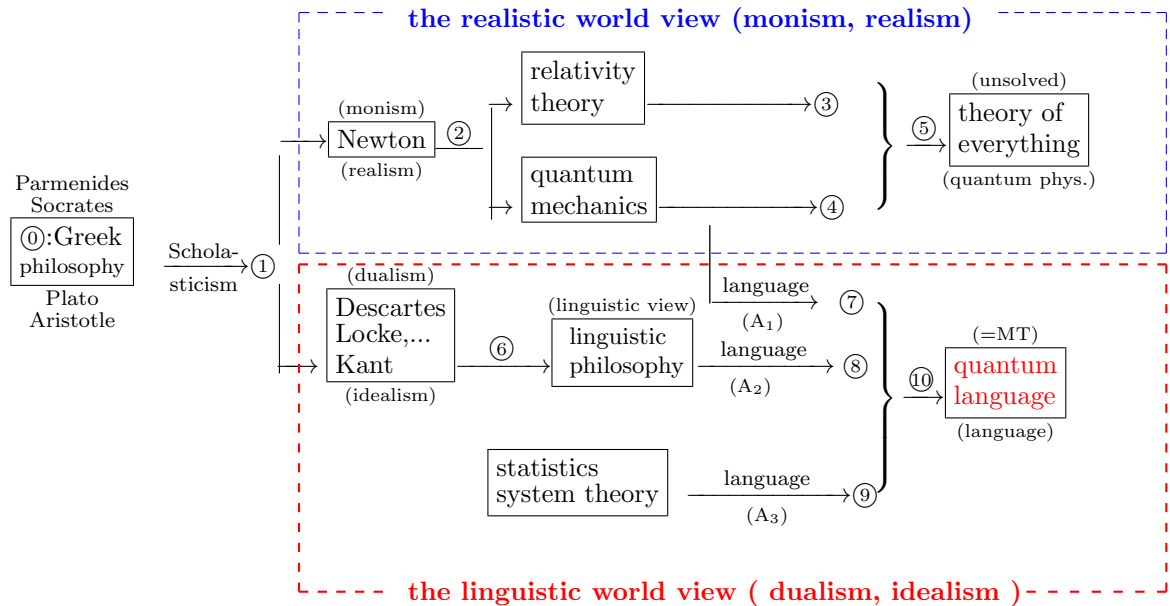 the realistic world view (monism, realism)
relativity
theory
③
(unsolved)
theory of
everything
(quantum phys.)
⑤
(monism)
Newton
(realism)
②
quantum
mechanics
④
Parmenides
Socrates
⓪:Greek
philosophy
Plato
Aristotle
Schola-
sticism
①
(dualism)
Descartes
Locke,...
Kant
(idealism)
⑥
(linguistic view)
linguistic
philosophy
language
(A₁)
⑦
language
(A₂)
⑧
statistics
system theory
language
(A₃)
⑨
⑩
(=MT)
quantum
language
(language)
the linguistic world view ( dualism, idealism )